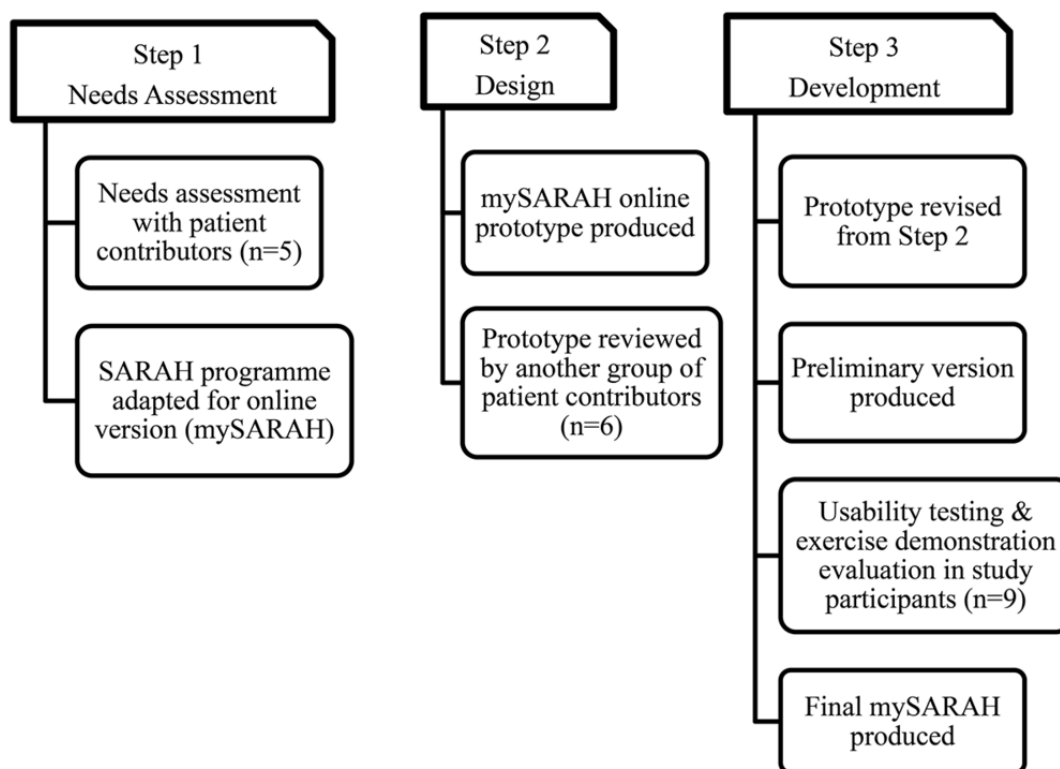 Step 1
Needs Assessment
Needs assessment
with patient
contributors (n=5)
SARAH programme
adapted for online
version (mySARAH)
Step 2
Design
mySARAH online
prototype produced
Prototype reviewed
by another group of
patient contributors
(n=6)
Step 3
Development
Prototype revised
from Step 2
Preliminary version
produced
Usability testing &
exercise demonstration
evaluation in study
participants (n=9)
Final mySARAH
produced